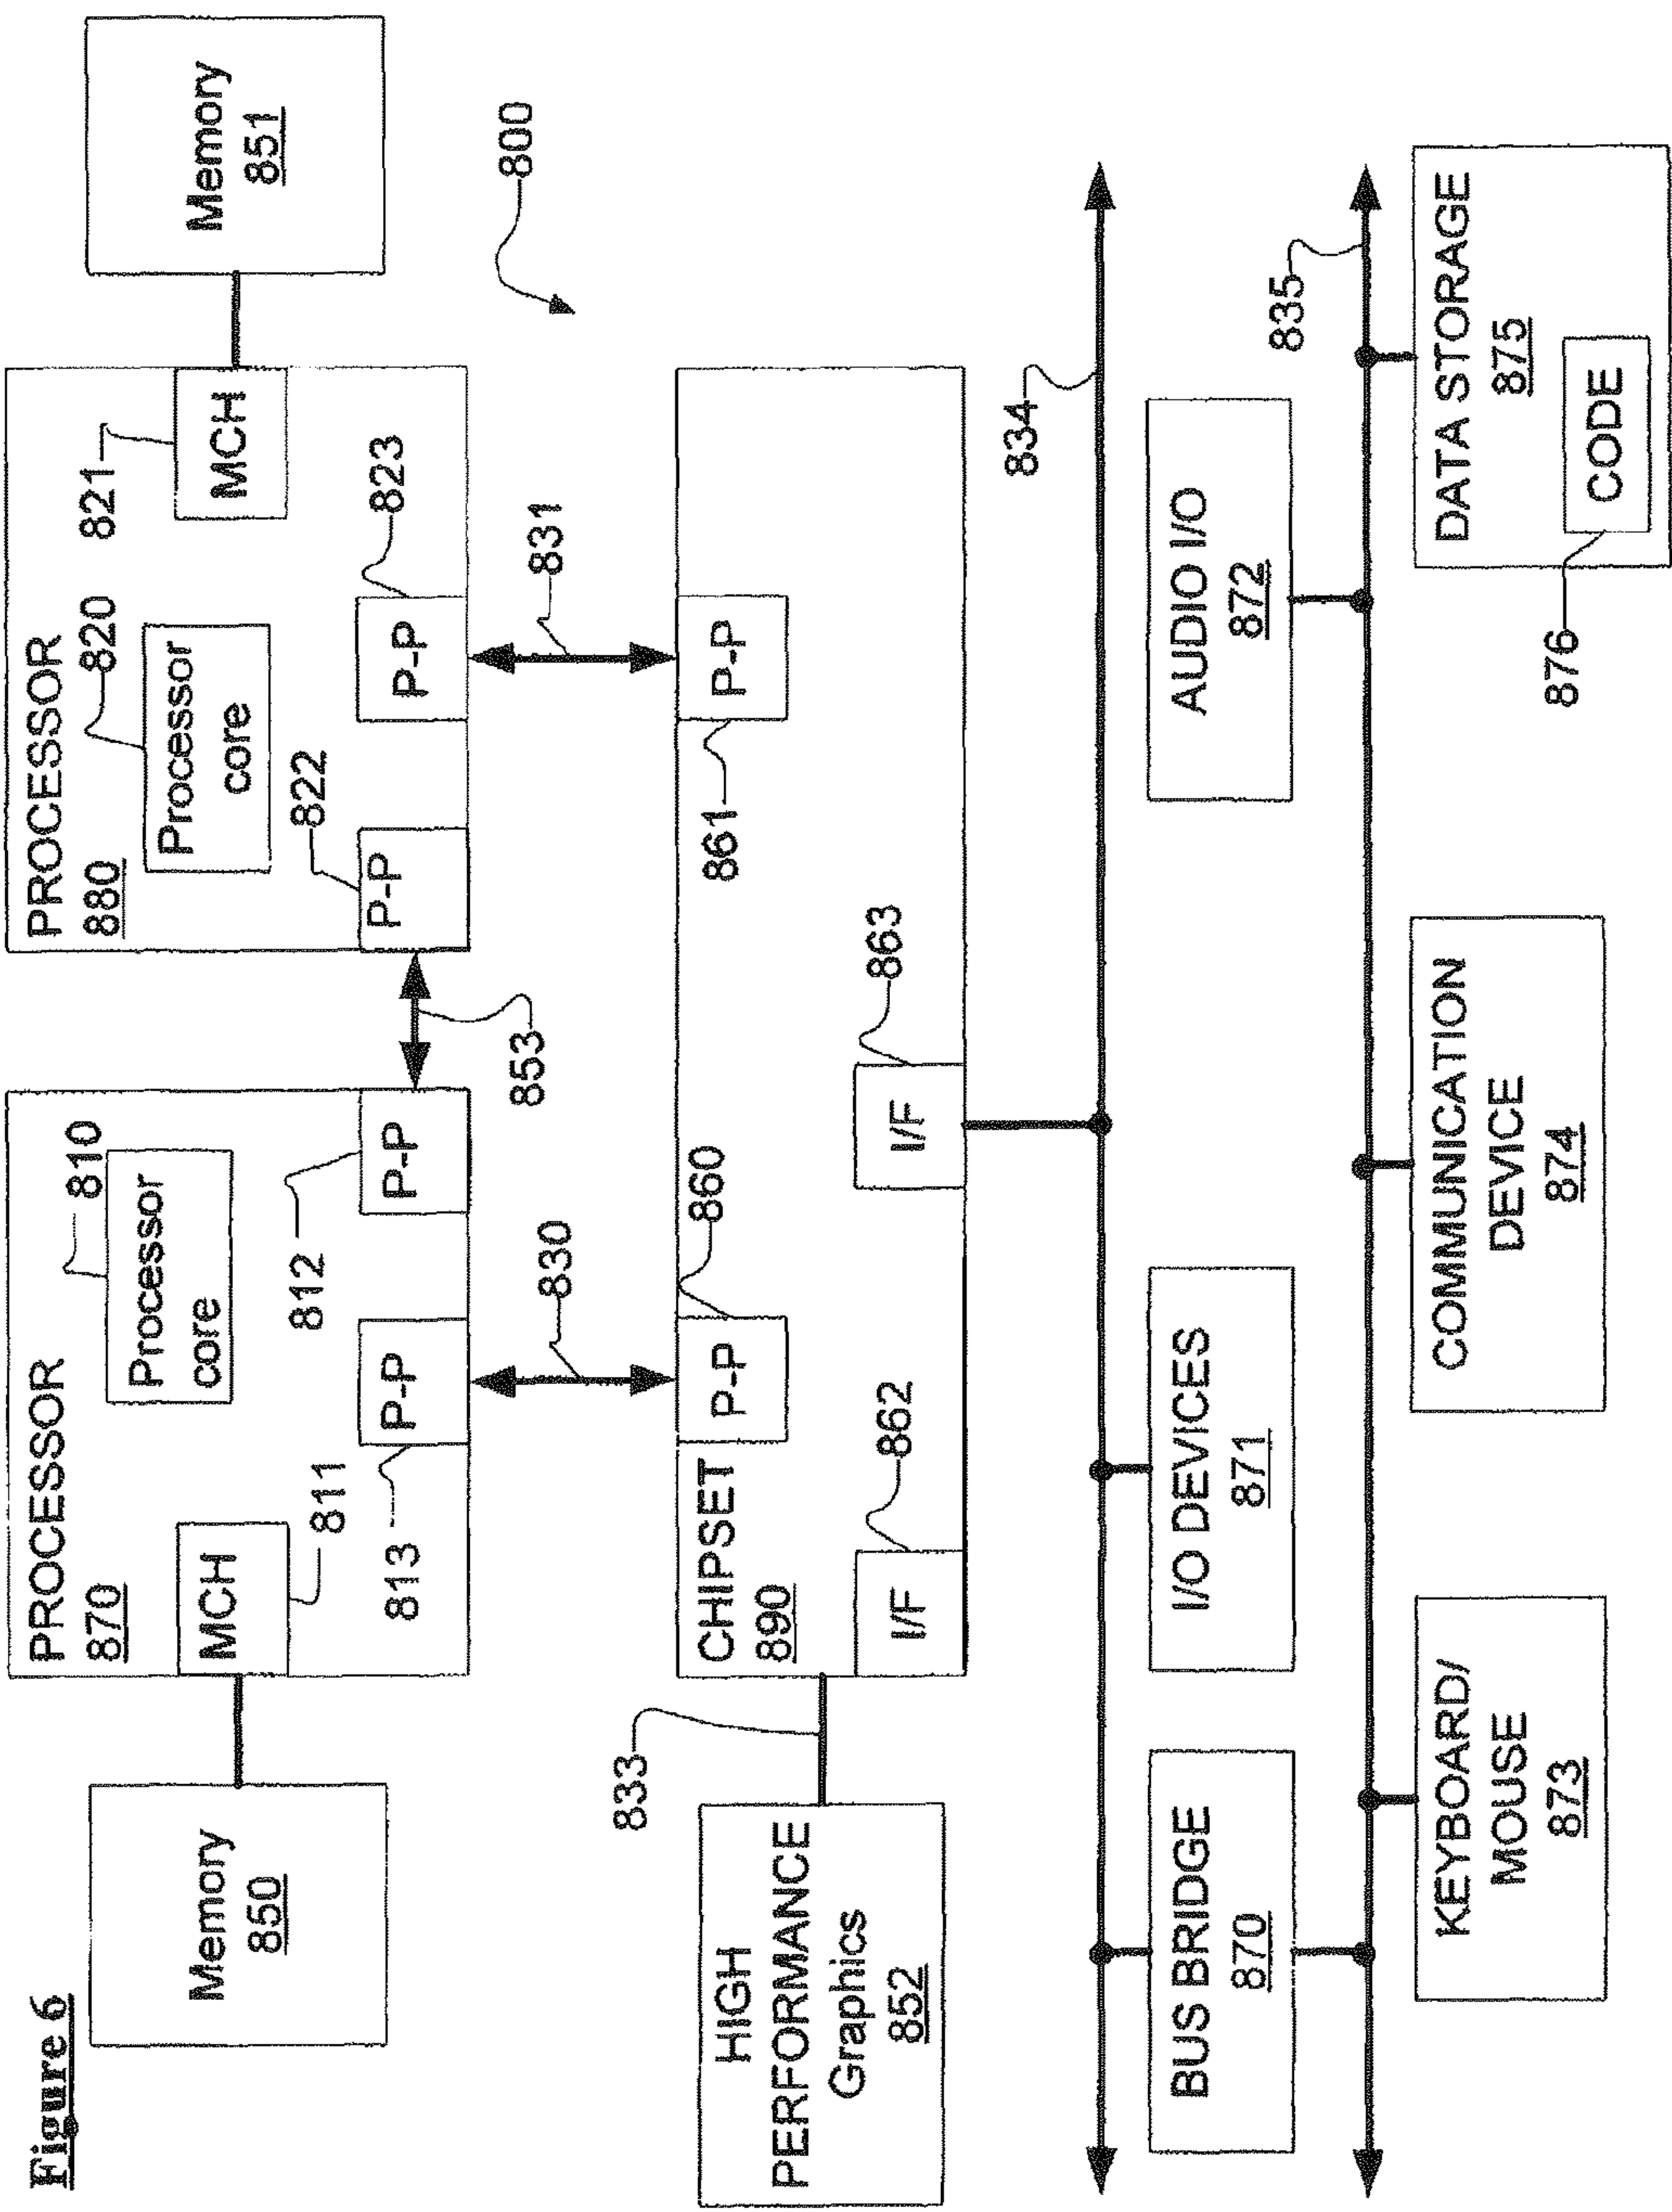 Figure 6
Memory
850
PROCESSOR
870
Processor
core
810
MCH
811
P-P
813
P-P
812
853
PROCESSOR
880
Processor
core
820
MCH
821
P-P
822
P-P
823
Memory
851
800
830
831
HIGH
PERFORMANCE
Graphics
852
833
CHIPSET
890
P-P
860
P-P
861
I/F
862
I/F
863
834
BUS BRIDGE
870
I/O DEVICES
871
AUDIO I/O
872
835
KEYBOARD/
MOUSE
873
COMMUNICATION
DEVICE
874
DATA STORAGE
875
CODE
876